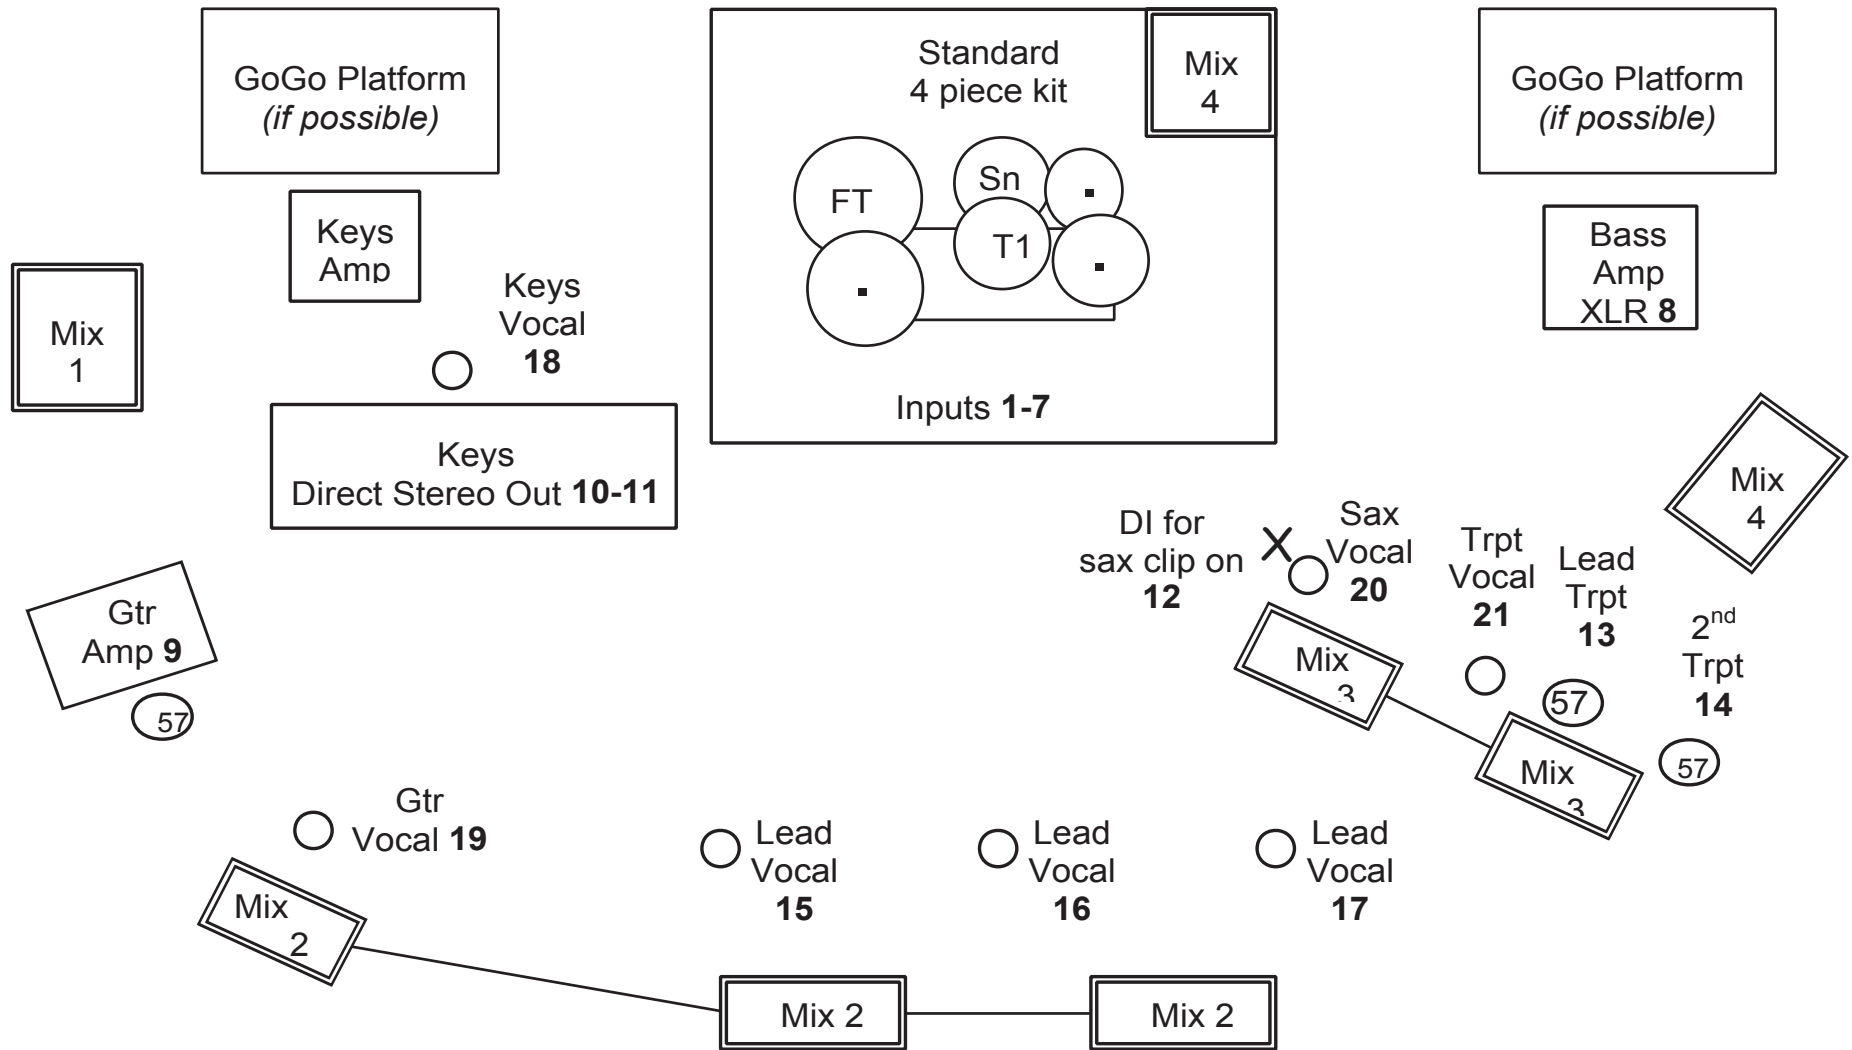 GoGo Platform
(if possible)
Standard
4 piece kit
Mix
4
GoGo Platform
(if possible)
FT
Sn
T1
Inputs 1-7
Keys
Amp
Mix
1
Keys
Vocal
18
Bass
Amp
XLR 8
Keys
Direct Stereo Out 10-11
Mix
4
DI for
sax clip on
12
X
Sax
Vocal
20
Trpt
Vocal
21
Lead
Trpt
13
2nd
Trpt
14
Gtr
Amp 9
57
Mix
3
57
Mix
3
57
Gtr
Vocal 19
Lead
Vocal
15
Lead
Vocal
16
Lead
Vocal
17
Mix
2
Mix 2
Mix 2